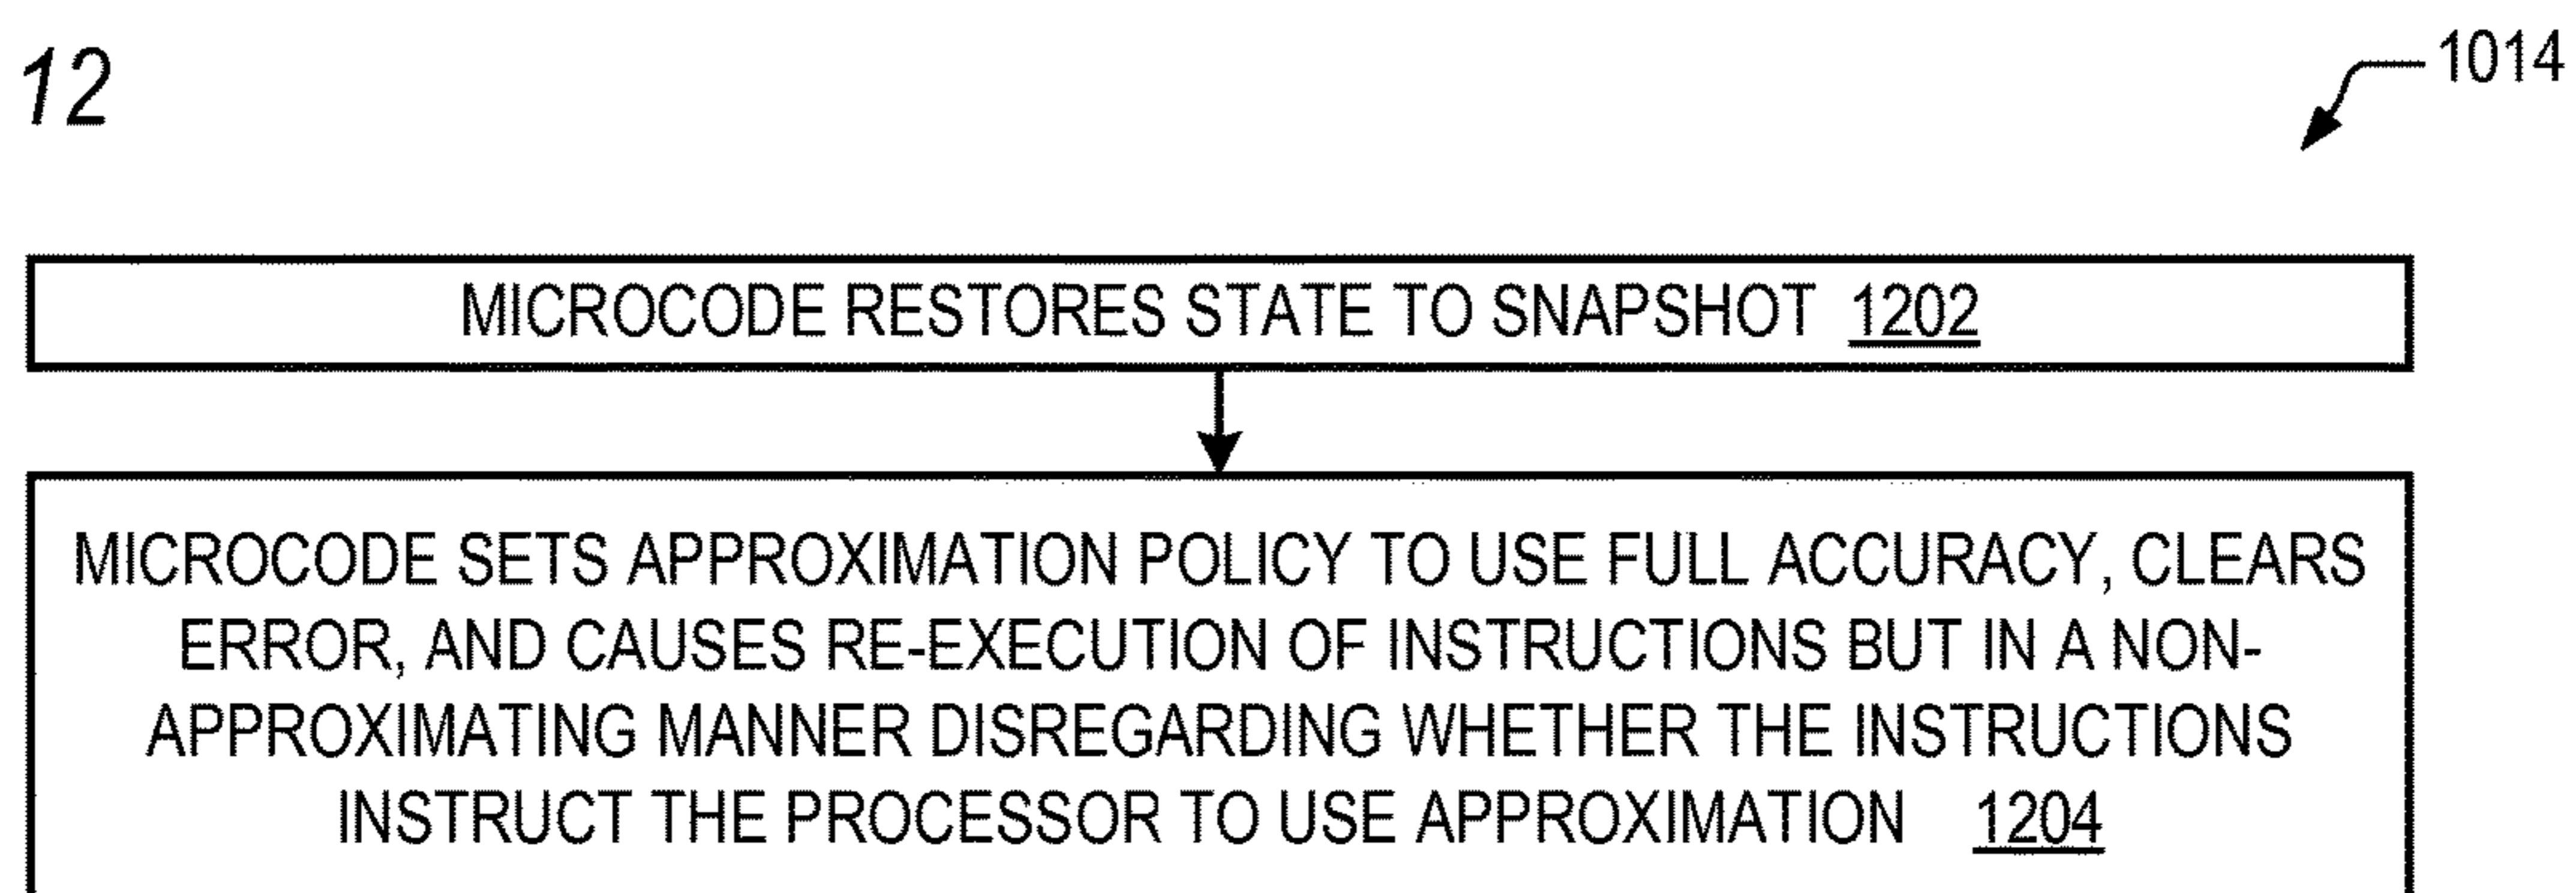 12
1014
MICROCODE RESTORES STATE TO SNAPSHOT 1202
MICROCODE SETS APPROXIMATION POLICY TO USE FULL ACCURACY, CLEARS
ERROR, AND CAUSES RE-EXECUTION OF INSTRUCTIONS BUT IN A NON-
APPROXIMATING MANNER DISREGARDING WHETHER THE INSTRUCTIONS
INSTRUCT THE PROCESSOR TO USE APPROXIMATION 1204